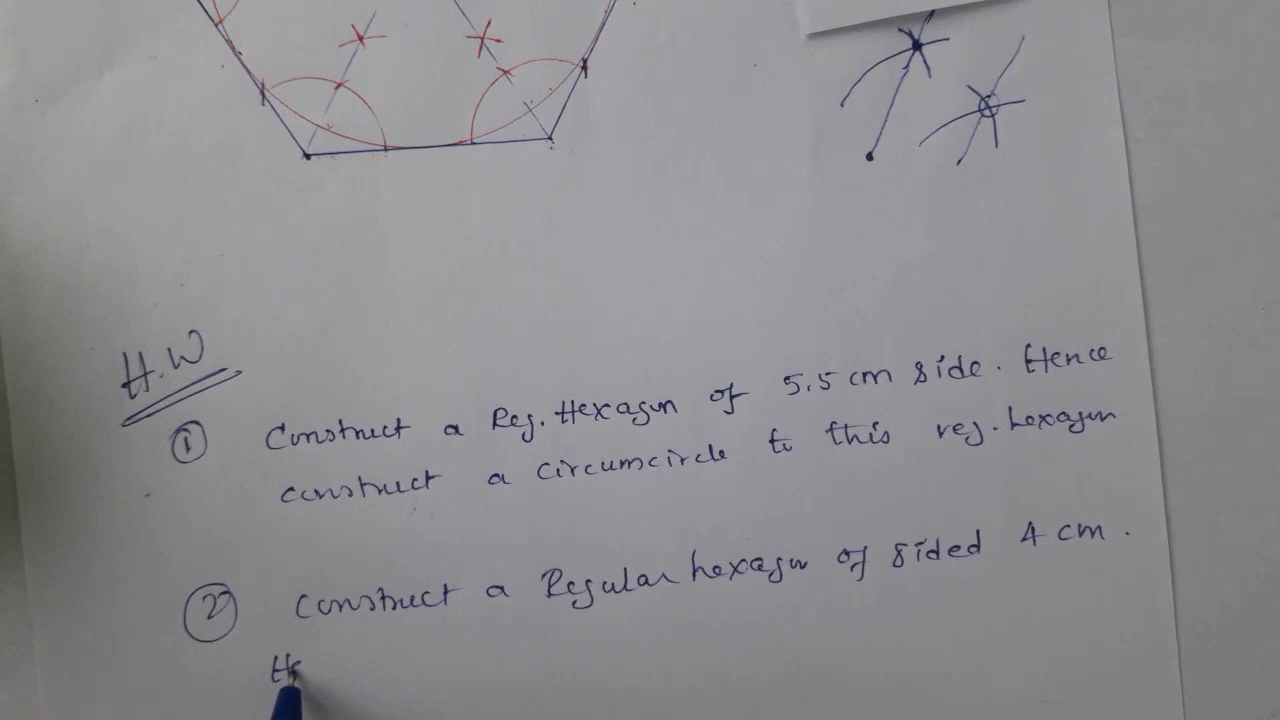 H.W
① Construct a Reg. Hexagon of 5.5 cm side. Hence
construct a circumcircle to this reg. hexagon
② Construct a Regular hexagon of sided 4 cm.
He